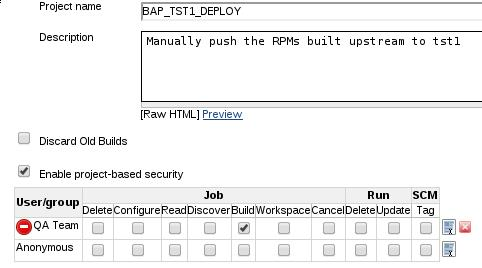 Project name BAP_TST1_DEPLOY
Description Manually push the RPMs built upstream to tst1
[Raw HTML] Preview
Discard Old Builds
Enable project-based security
User/group Job Run SCM
Delete Configure Read Discover Build Workspace Cancel Delete Update Tag
QA Team
Anonymous